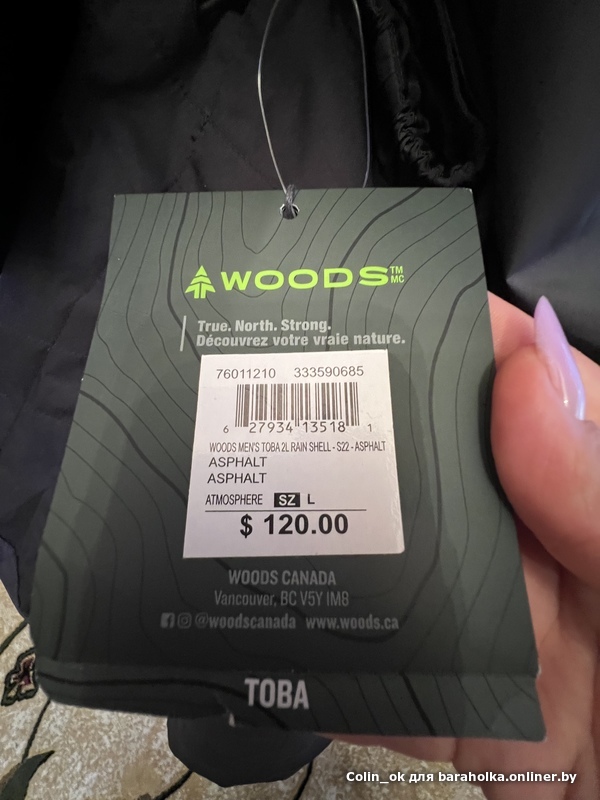 WOODS™ MC
True. North. Strong.
Découvrez votre vraie nature.
76011210 333590685
6 27934 13518 1
WOODS MEN'S TOBA 2L RAIN SHELL - S22 - ASPHALT
ASPHALT
ASPHALT
ATMOSPHERE SZ L
$ 120.00
WOODS CANADA
Vancouver, BC V5Y 1M8
@woodscanada www.woods.ca
TOBA
Colin_ok для baraholka.onliner.by